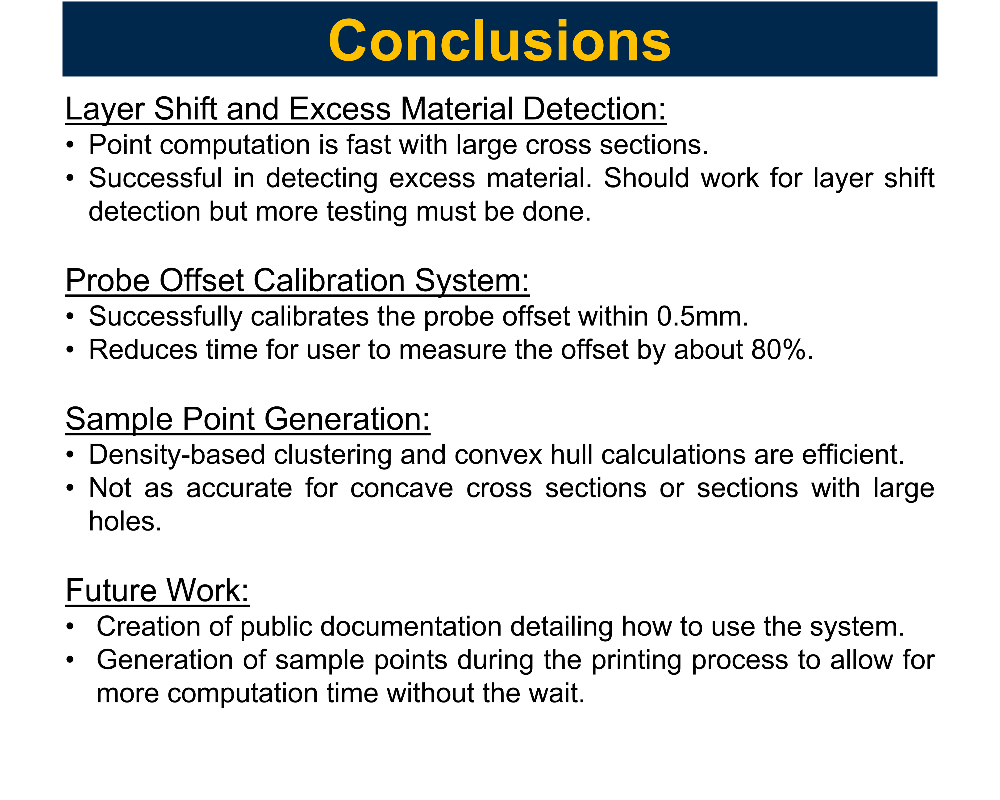 Conclusions
Layer Shift and Excess Material Detection:
• Point computation is fast with large cross sections.
• Successful in detecting excess material. Should work for layer shift
detection but more testing must be done.
Probe Offset Calibration System:
• Successfully calibrates the probe offset within 0.5mm.
• Reduces time for user to measure the offset by about 80%.
Sample Point Generation:
• Density-based clustering and convex hull calculations are efficient.
• Not as accurate for concave cross sections or sections with large
holes.
Future Work:
• Creation of public documentation detailing how to use the system.
• Generation of sample points during the printing process to allow for
more computation time without the wait.